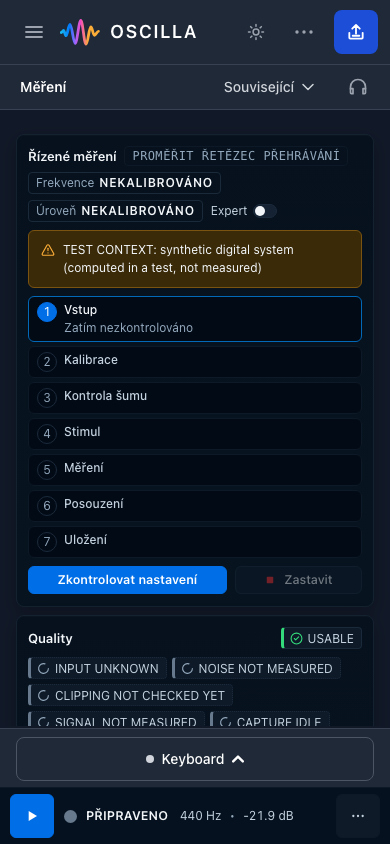 OSCILLA
Měření
Související
Řízené měření PROMĚŘIT ŘETĚZEC PŘEHRÁVÁNÍ
Frekvence NEKALIBROVÁNO
Úroveň NEKALIBROVÁNO Expert
TEST CONTEXT: synthetic digital system
(computed in a test, not measured)
1 Vstup
Zatím nezkontrolováno
2 Kalibrace
3 Kontrola šumu
4 Stimul
5 Měření
6 Posouzení
7 Uložení
Zkontrolovat nastavení Zastavit
Quality USABLE
INPUT UNKNOWN NOISE NOT MEASURED
CLIPPING NOT CHECKED YET
SIGNAL NOT MEASURED CAPTURE IDLE
Keyboard
PŘIPRAVENO 440 Hz • -21.9 dB